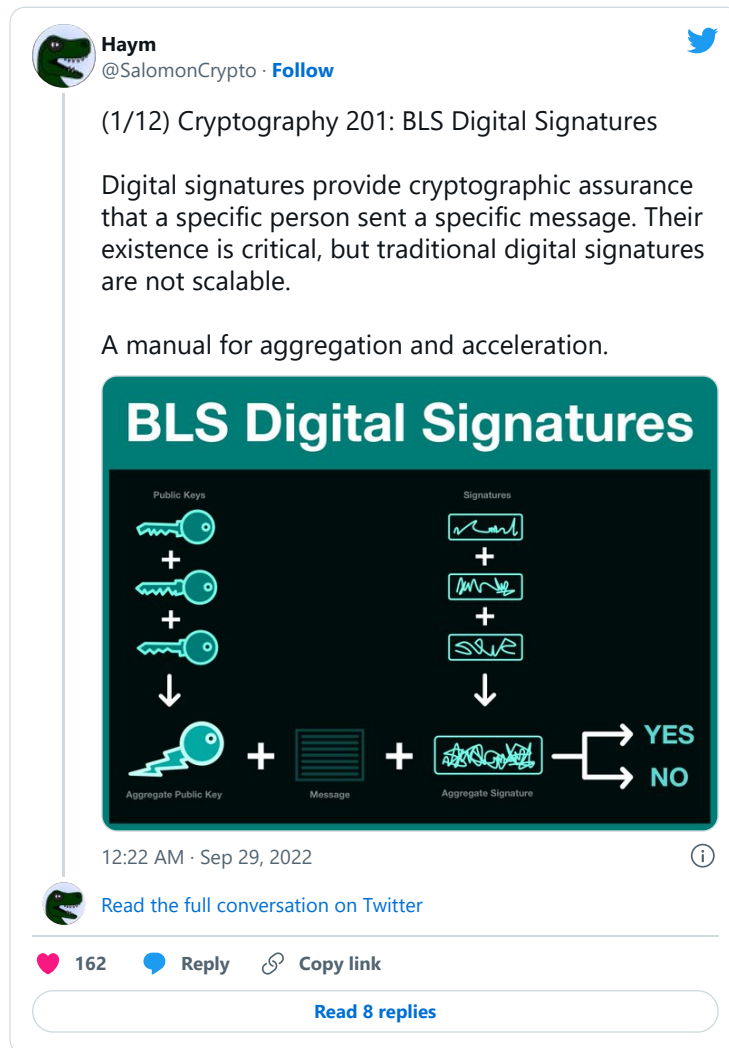 Haym
@SalomonCrypto · Follow
(1/12) Cryptography 201: BLS Digital Signatures
Digital signatures provide cryptographic assurance
that a specific person sent a specific message. Their
existence is critical, but traditional digital signatures
are not scalable.
A manual for aggregation and acceleration.
BLS Digital Signatures
Public Keys
Signatures
+
+
+
+
Aggregate Public Key
+
Message
+
Aggregate Signature
YES
NO
12:22 AM · Sep 29, 2022
Read the full conversation on Twitter
162 Reply Copy link
Read 8 replies